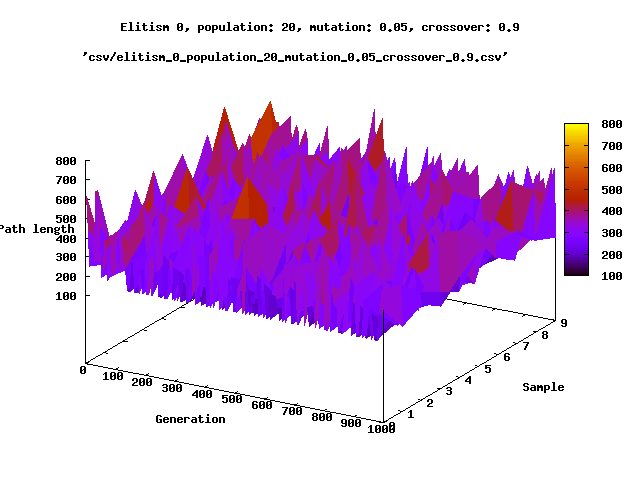 Elitism 0, population: 20, mutation: 0.05, crossover: 0.9
'csv/elitism_0_population_20_mutation_0.05_crossover_0.9.csv'
800
700
600
500
400
300
200
100
Path length
0 100 200 300 400 500 600 700 800 900 1000
Generation
0 1 2 3 4 5 6 7 8 9
Sample
800
700
600
500
400
300
200
100